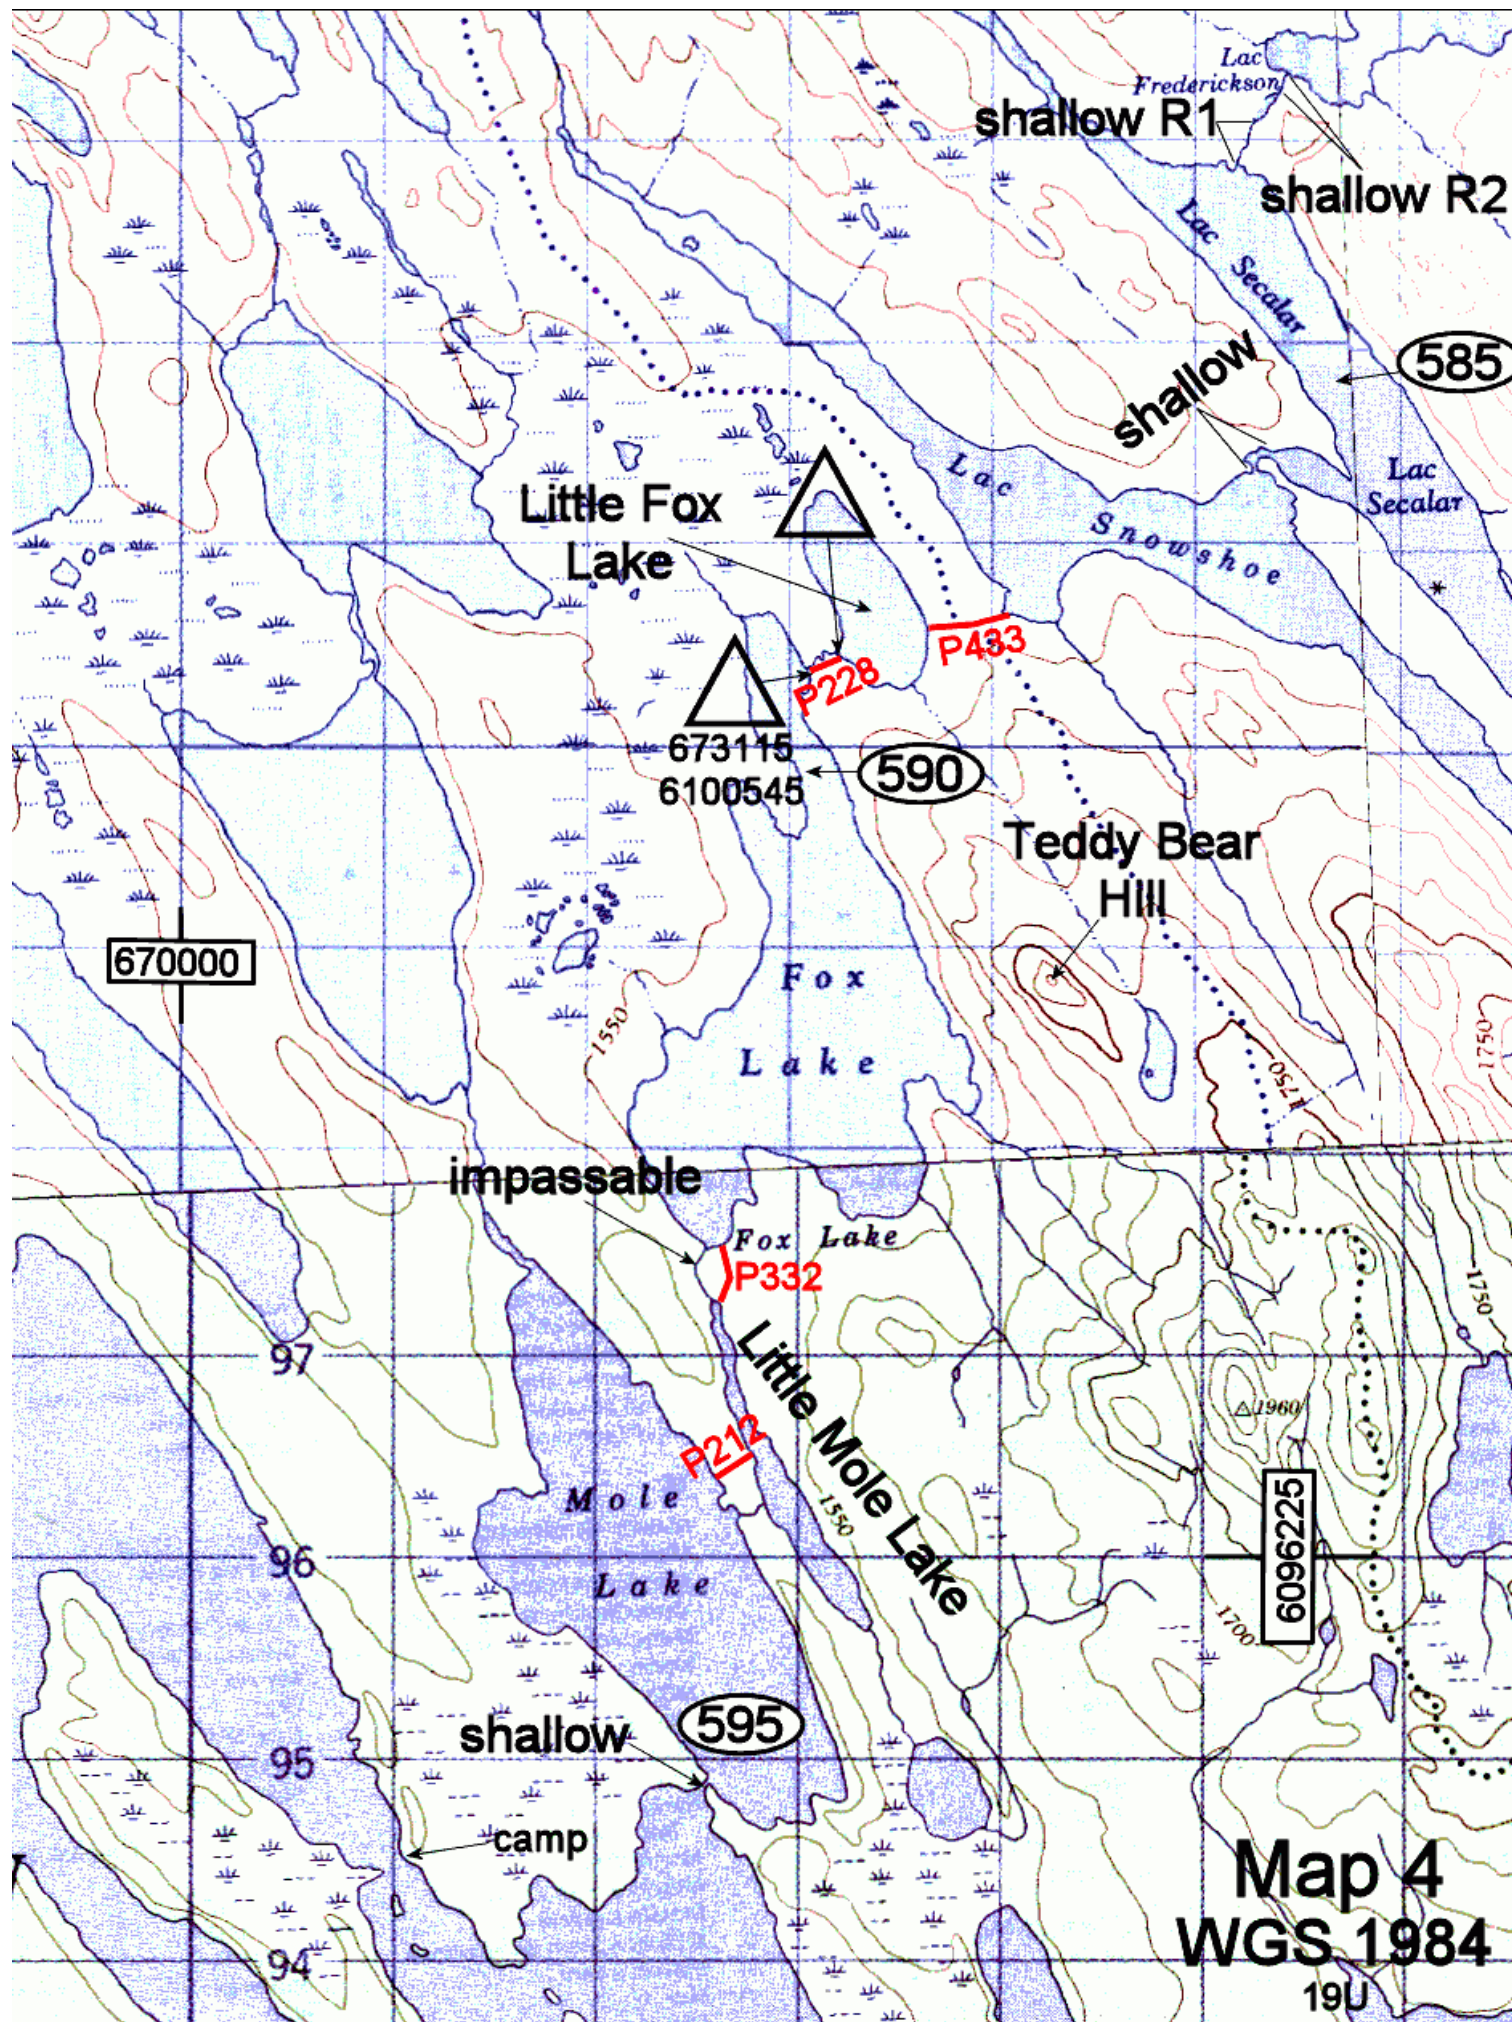 Lac
Frederickson
shallow R1
shallow R2
Lac
Secalar
585
shallow
Lac
Secalar
Lac
Snowshoe
Little Fox
Lake
P433
P228
673115
6100545
590
Teddy Bear
Hill
670000
1550
Fox
Lake
1750
1750
impassable
Fox Lake
P332
1750
97
Little Mole Lake
1960
P212
Mole
Lake
1550
6096225
96
1700
595
shallow
95
camp
Map 4
WGS 1984
94
19U